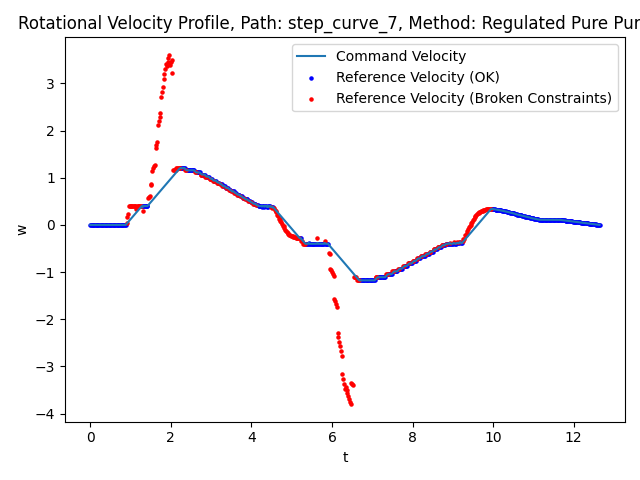 Rotational Velocity Profile, Path: step_curve_7, Method: Regulated Pure Pur
Command Velocity
Reference Velocity (OK)
Reference Velocity (Broken Constraints)
w
3
2
1
0
−1
−2
−3
−4
0 2 4 6 8 10 12
t